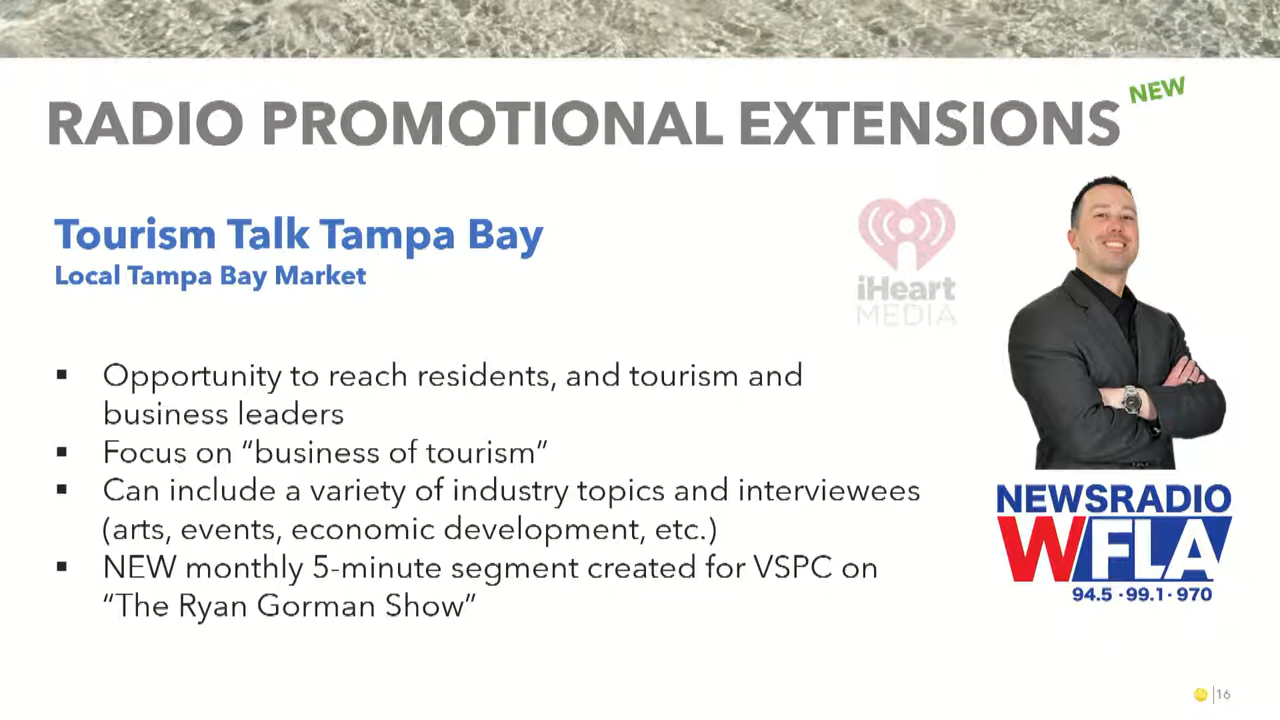 RADIO PROMOTIONAL EXTENSIONS
NEW
Tourism Talk Tampa Bay
Local Tampa Bay Market
iHeart
MEDIA
▪ Opportunity to reach residents, and tourism and
business leaders
▪ Focus on “business of tourism”
▪ Can include a variety of industry topics and interviewees
(arts, events, economic development, etc.)
▪ NEW monthly 5-minute segment created for VSPC on
“The Ryan Gorman Show”
NEWSRADIO
WFLA
94.5 · 99.1 · 970
16